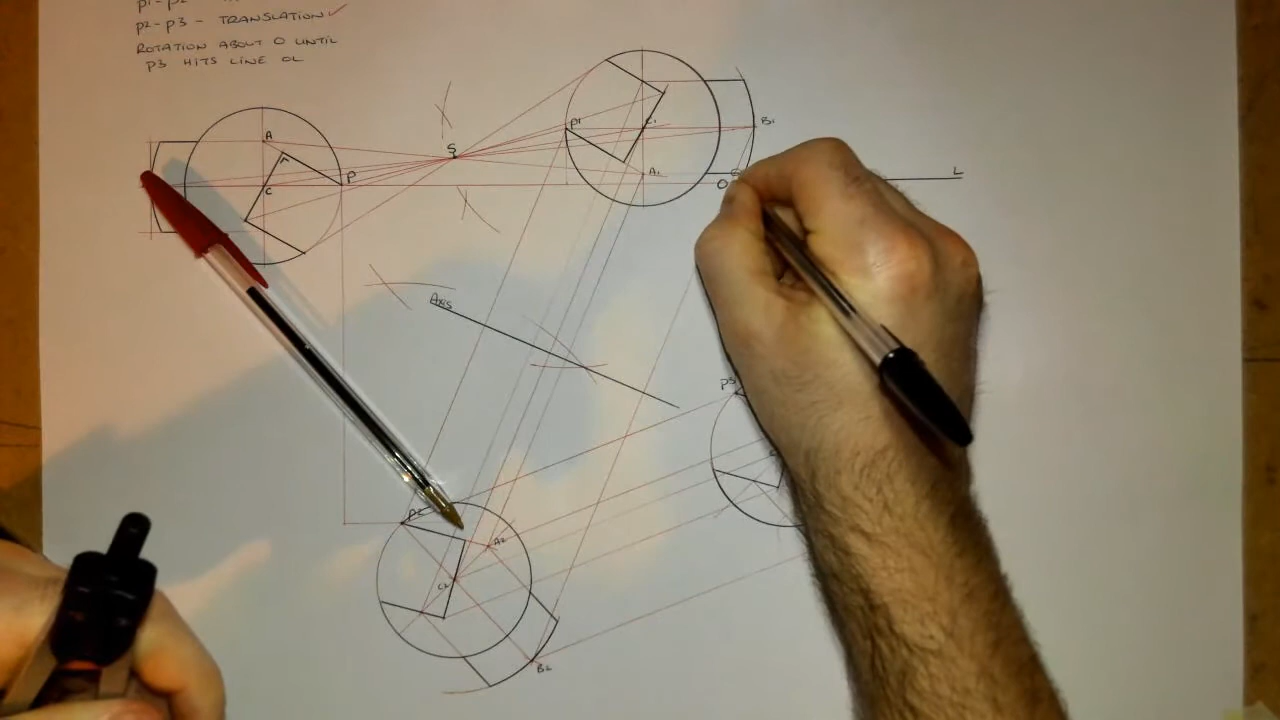 P2-P3 - TRANSLATION ✓
ROTATION ABOUT O UNTIL
P3 HITS LINE OL
A
C
P
S
P1
C1
A1
B1
O
L
Axis
P3
A2
C2
B2